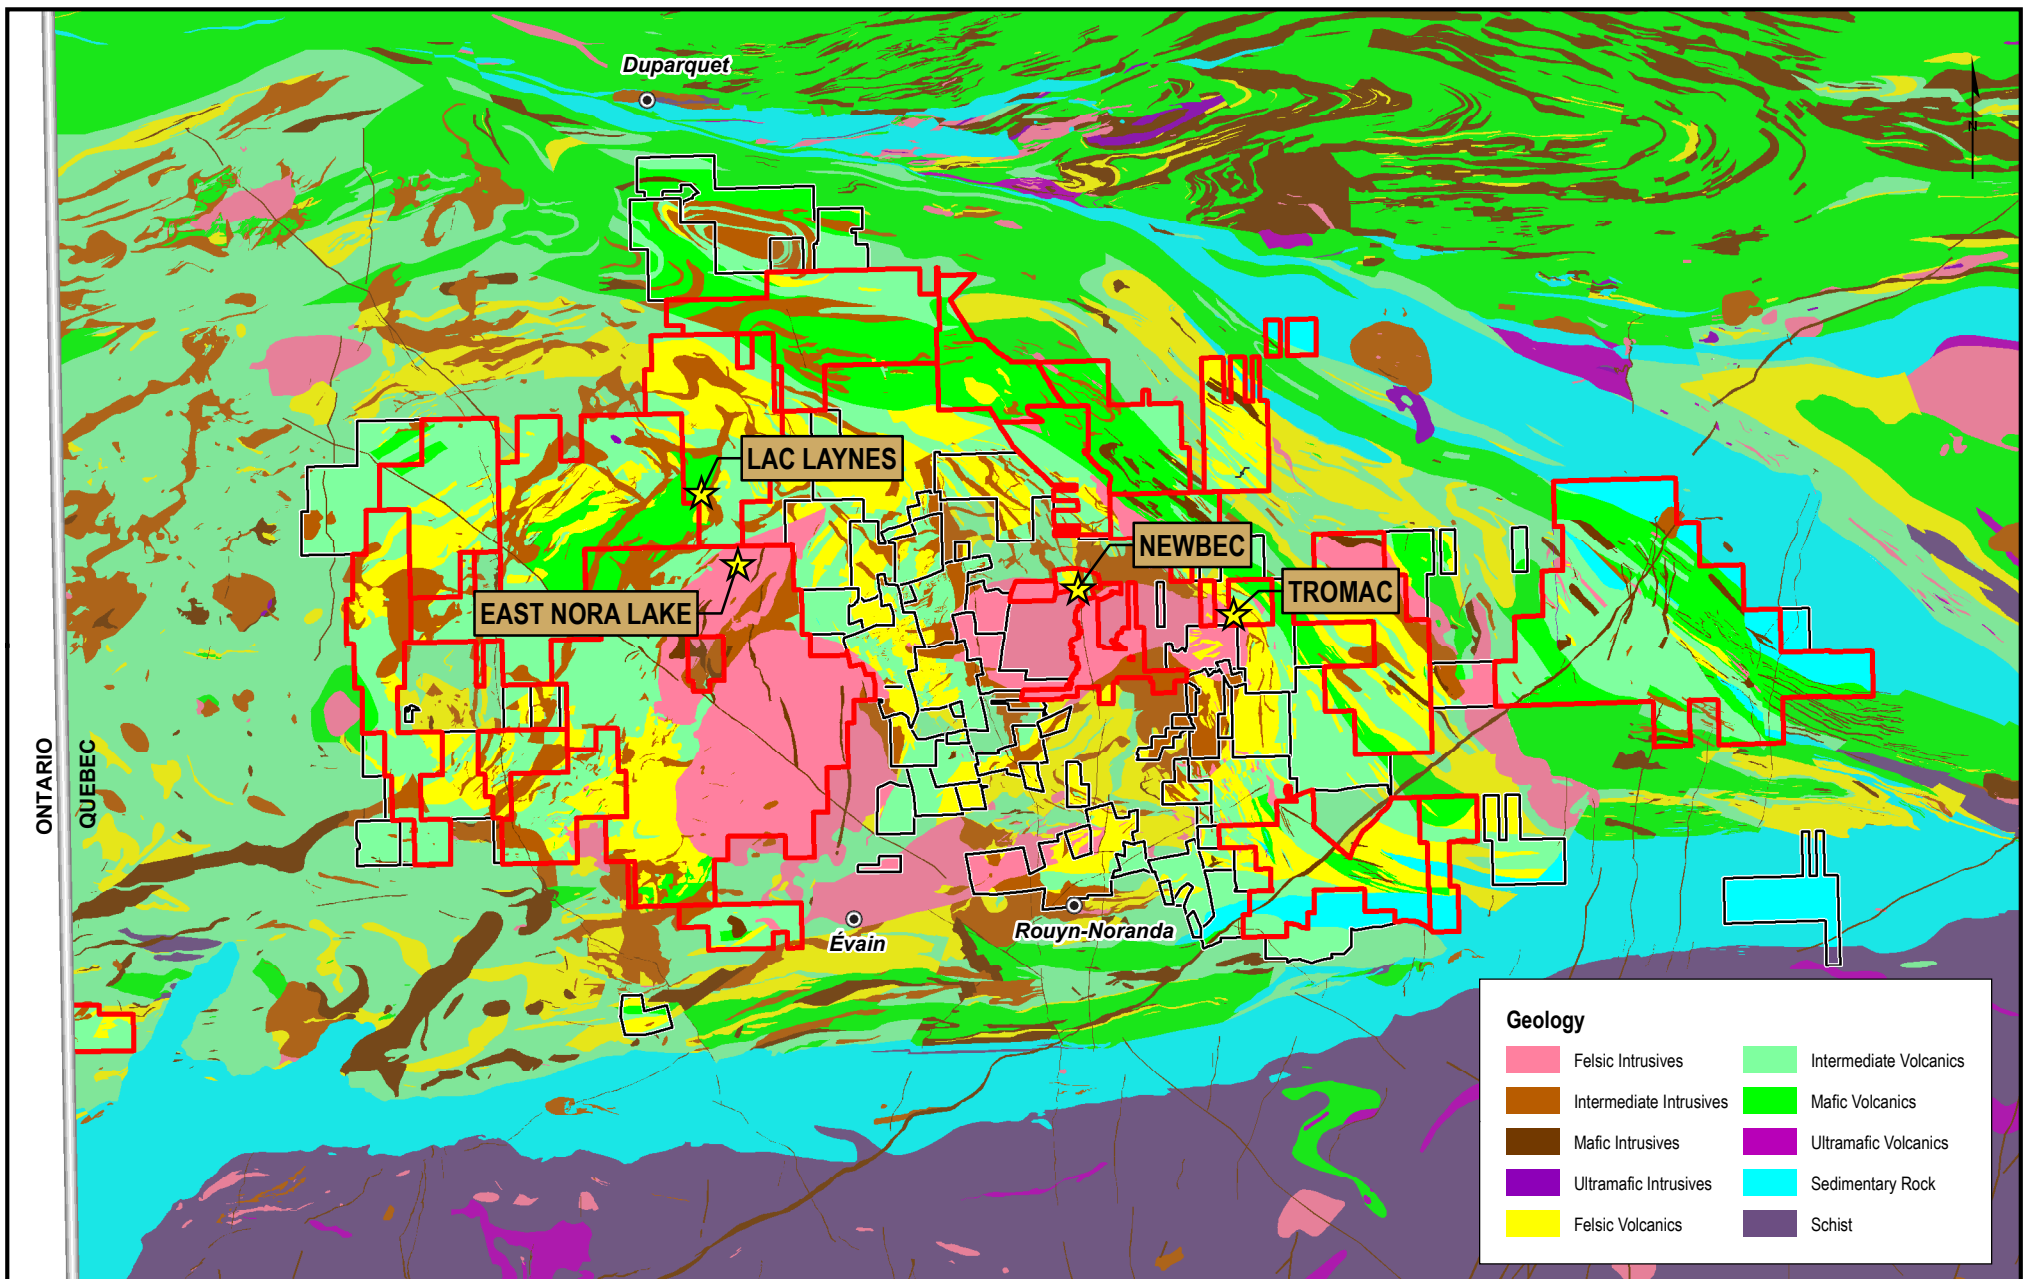 Duparquet
N
LAC LAYNES
NEWBEC
TROMAC
EAST NORA LAKE
ONTARIO
QUEBEC
Évain
Rouyn-Noranda
Geology
Felsic Intrusives
Intermediate Intrusives
Mafic Intrusives
Ultramafic Intrusives
Felsic Volcanics
Intermediate Volcanics
Mafic Volcanics
Ultramafic Volcanics
Sedimentary Rock
Schist